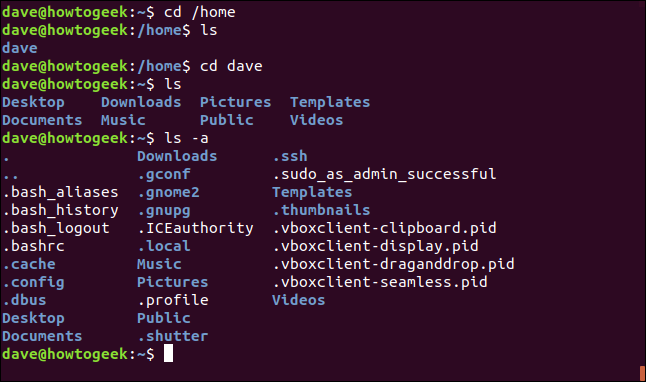 dave@howtogeek:~$ cd /home
dave@howtogeek:/home$ ls
dave
dave@howtogeek:/home$ cd dave
dave@howtogeek:~$ ls
Desktop    Downloads  Pictures  Templates
Documents  Music      Public    Videos
dave@howtogeek:~$ ls -a
.              Downloads     .ssh
..             .gconf        .sudo_as_admin_successful
.bash_aliases  .gnome2       Templates
.bash_history  .gnupg        .thumbnails
.bash_logout   .ICEauthority  .vboxclient-clipboard.pid
.bashrc        .local        .vboxclient-display.pid
.cache         Music         .vboxclient-draganddrop.pid
.config        Pictures      .vboxclient-seamless.pid
.dbus          .profile      Videos
Desktop        Public
Documents      .shutter
dave@howtogeek:~$